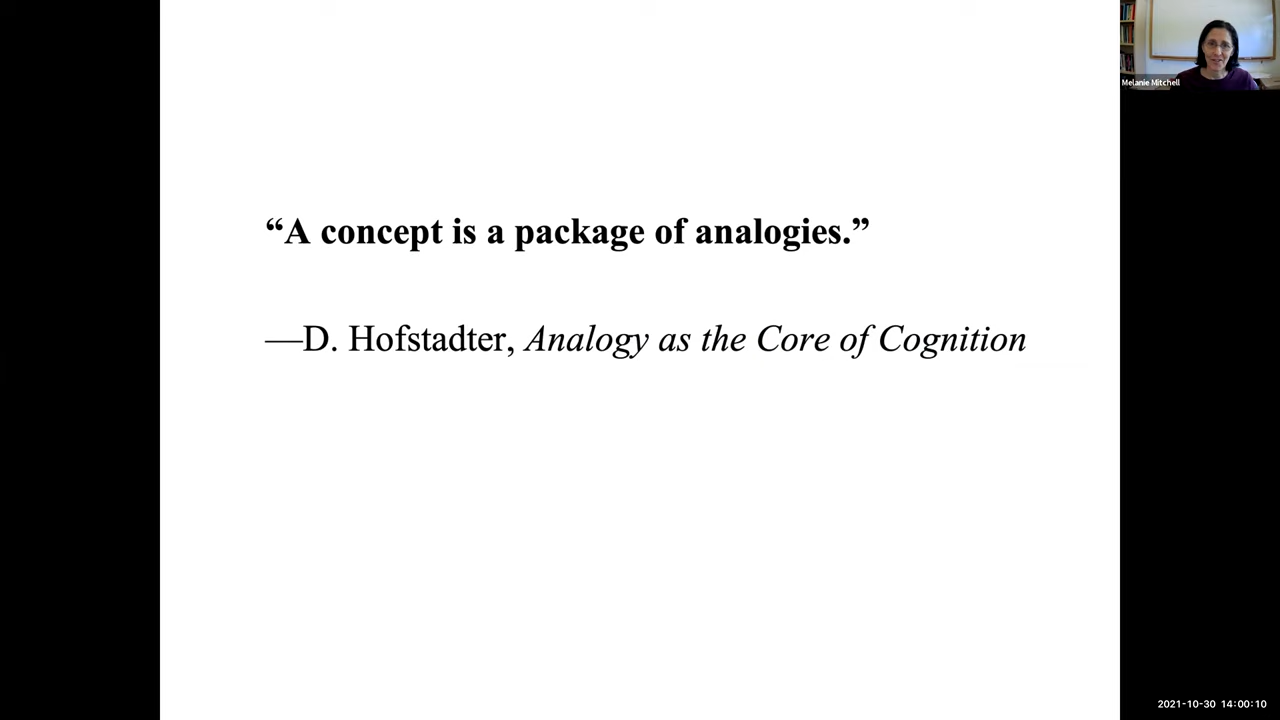 Melanie Mitchell
“A concept is a package of analogies.”
—D. Hofstadter, Analogy as the Core of Cognition
2021-10-30 14:00:10